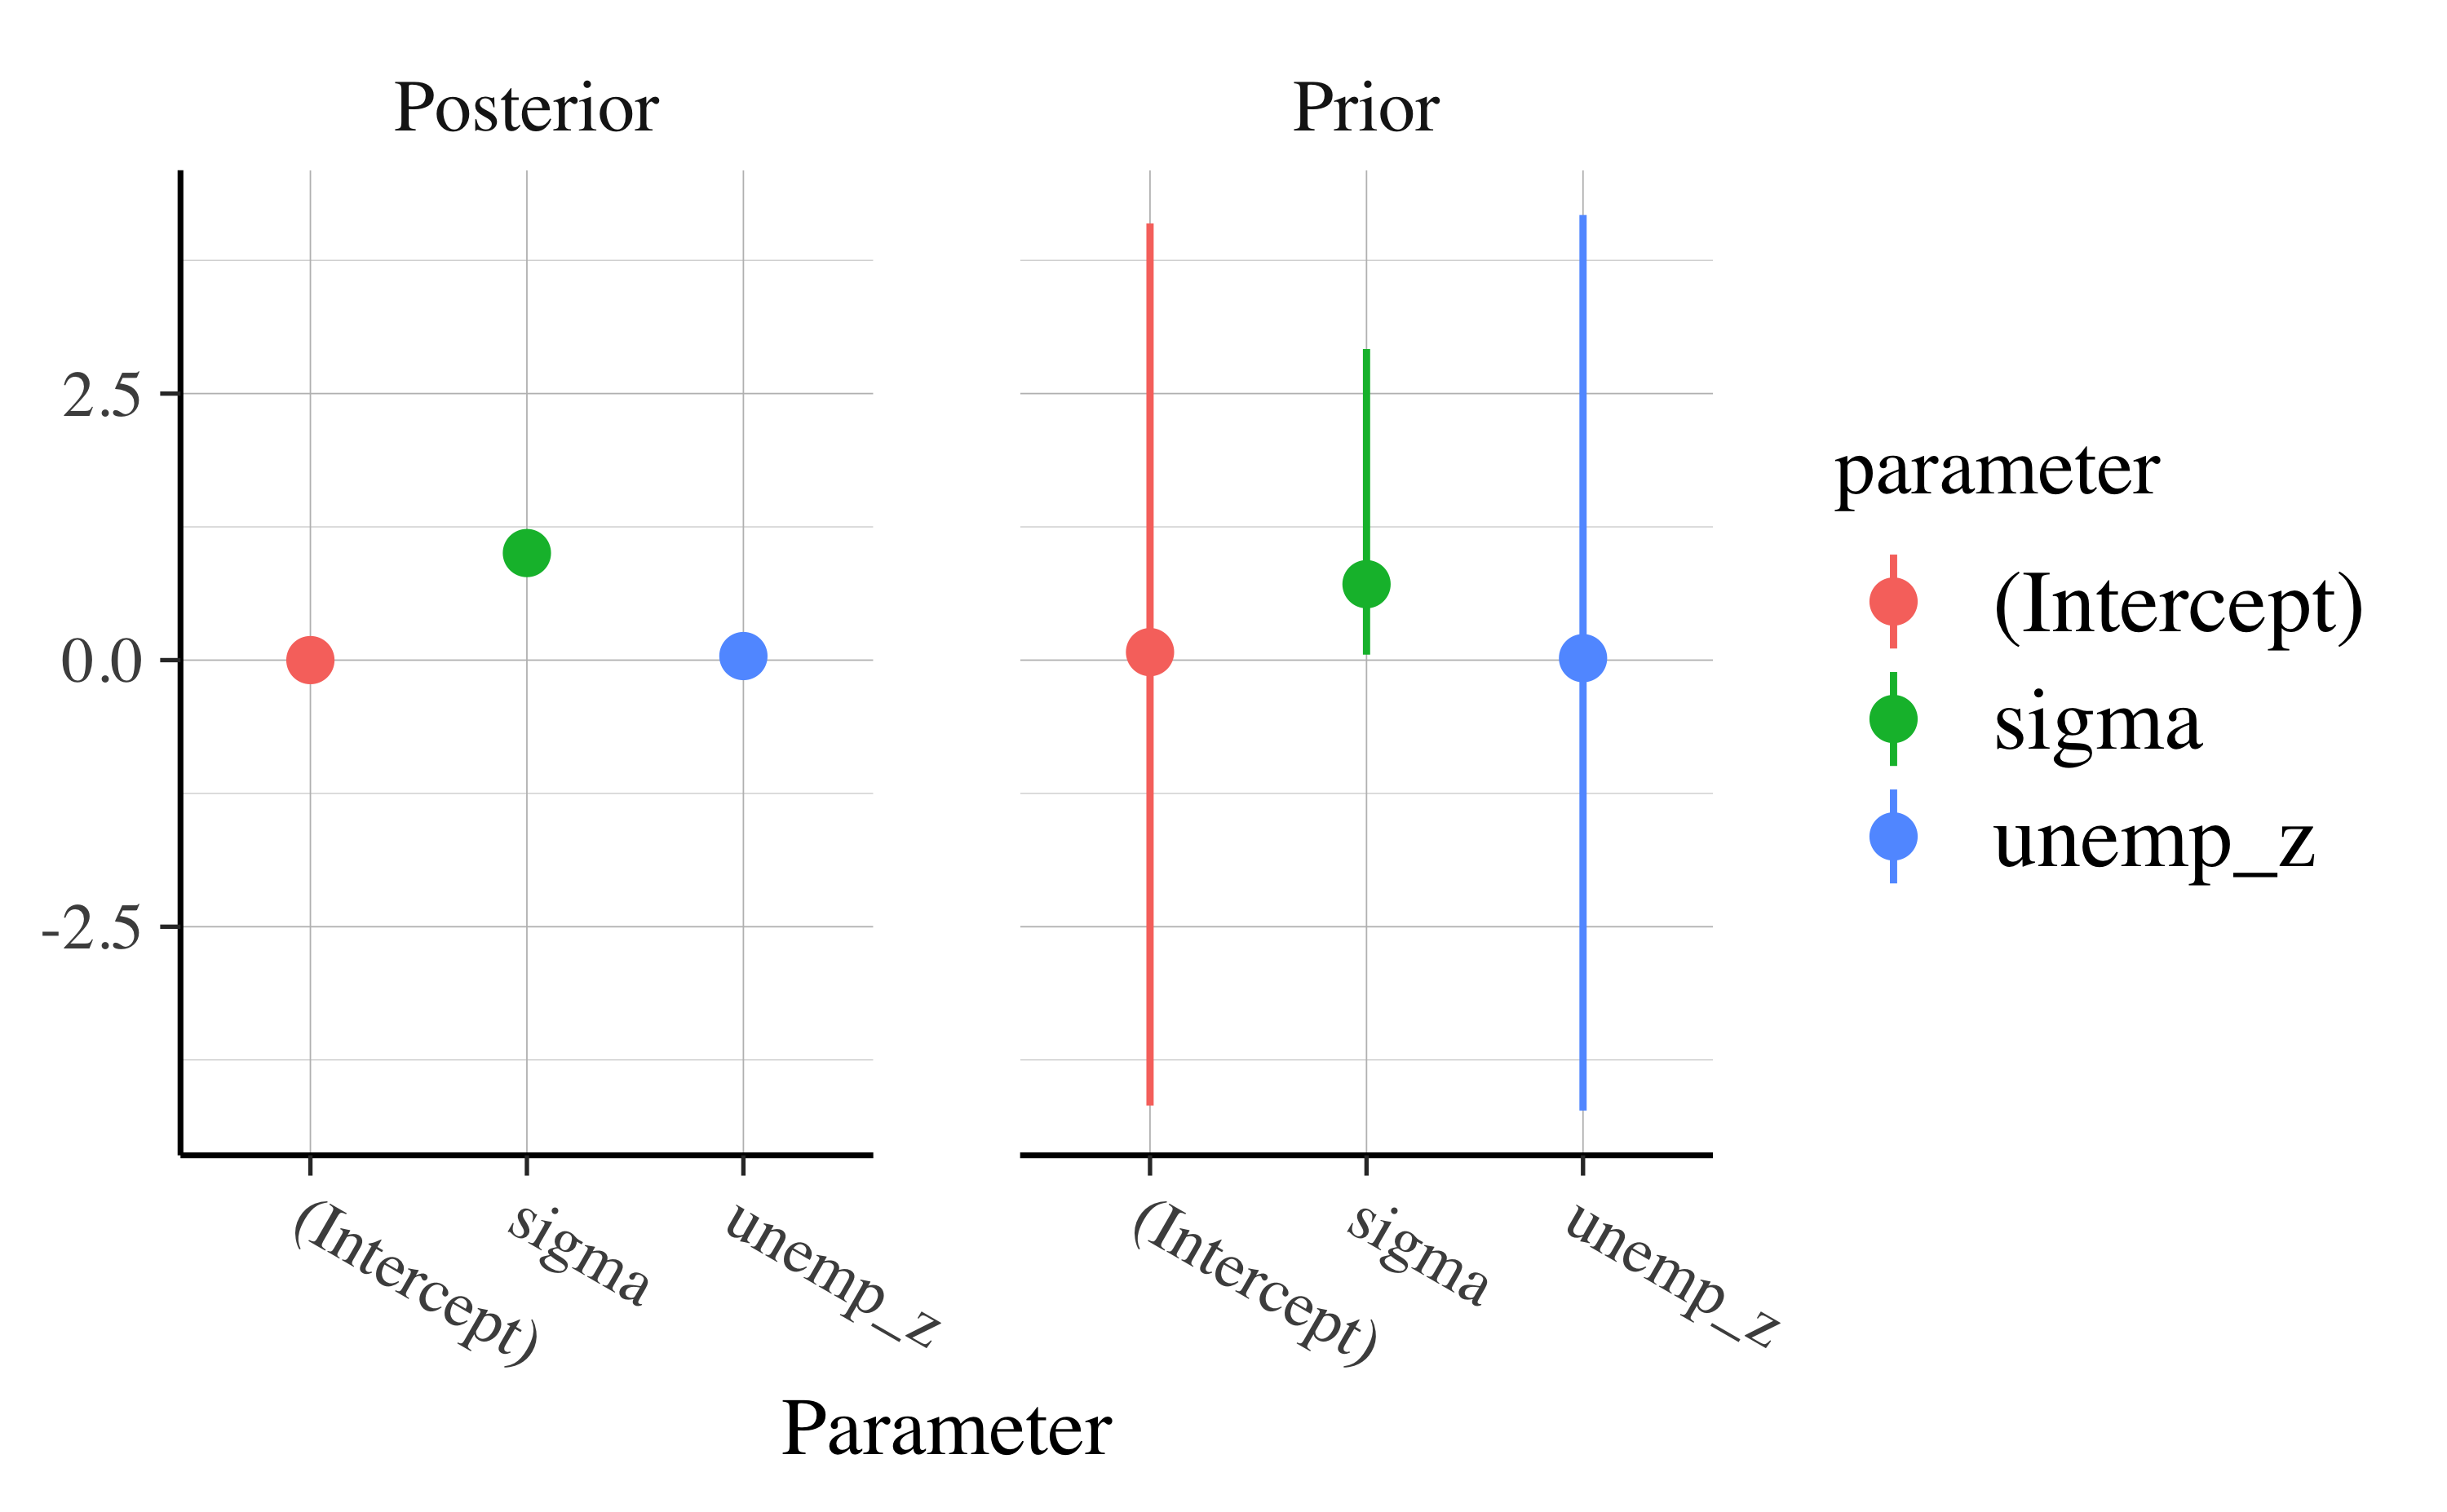 Posterior
Prior
2.5
0.0
-2.5
(Intercept)
sigma
unemp_z
(Intercept)
sigma
unemp_z
Parameter
parameter
(Intercept)
sigma
unemp_z